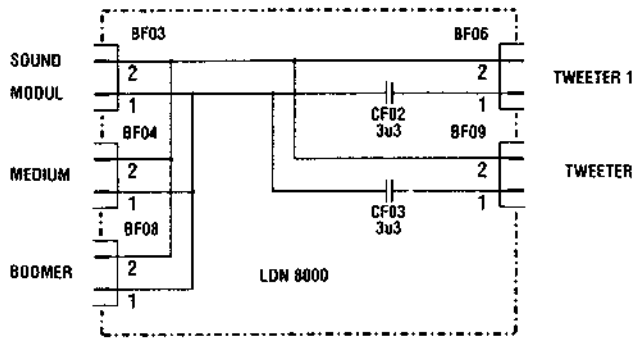 BF03
BF06
SOUND
2
2
TWEETER 1
MODUL
1
1
CF02
3u3
BF04
BF09
MEDIUM
2
2
TWEETER
1
1
CF03
3u3
BF08
BOOMER
2
LDN 8000
1